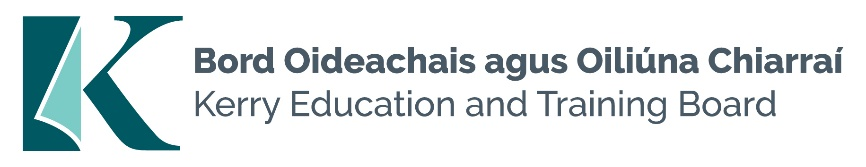 Bord Oideachais agus Oiliúna Chiarraí
Kerry Education and Training Board